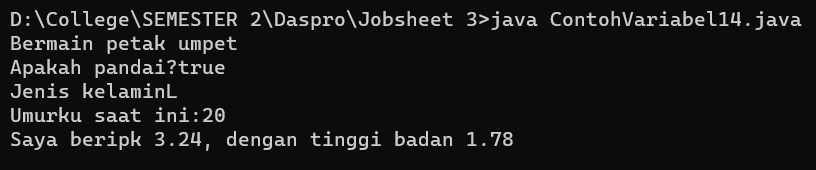 D:\College\SEMESTER 2\Daspro\Jobsheet 3>java ContohVariabel14.java
Bermain petak umpet
Apakah pandai?true
Jenis kelaminL
Umurku saat ini:20
Saya beripk 3.24, dengan tinggi badan 1.78